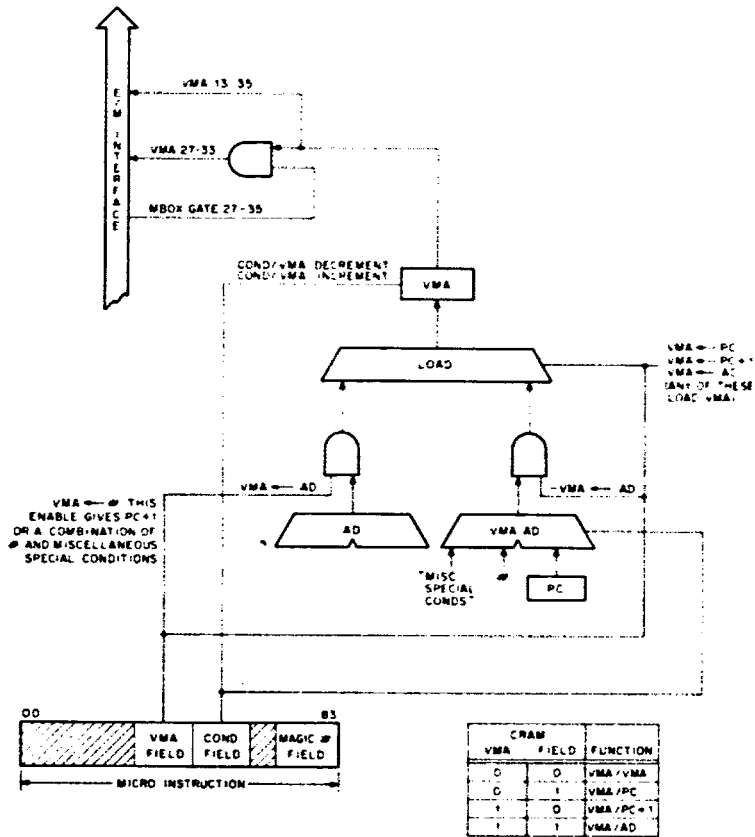 E/M INTERFACE
VMA 13-35
VMA 27-33
MBOX GATE 27-35
COND/VMA DECREMENT
COND/VMA INCREMENT
VMA
LOAD
VMA ← PC
VMA ← PC+1
VMA ← AD
(ANY OF THESE
LOAD VMA)
VMA ← AD
-VMA ← AD
VMA ← # THIS
ENABLE GIVES PC+1
OR A COMBINATION OF
# AND MISCELLANEOUS
SPECIAL CONDITIONS
AD
VMA AD
"MISC
SPECIAL
CONDS"
#
PC
00
83
VMA
FIELD
COND
FIELD
MAGIC #
FIELD
MICRO INSTRUCTION
CRAM
VMA FIELD FUNCTION
0 0 VMA/VMA
0 1 VMA/PC
1 0 VMA/PC+1
1 1 VMA/AD